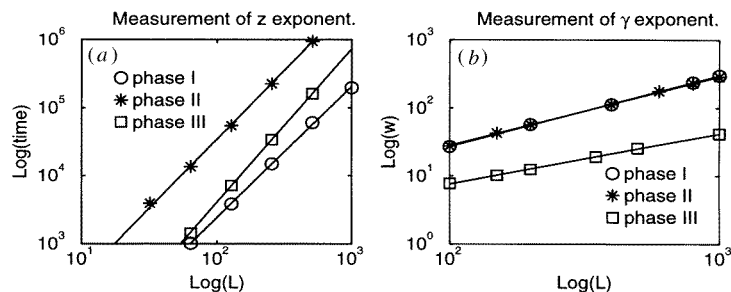 Measurement of z exponent.
(a)
phase I
phase II
phase III
Log(time)
10^6
10^5
10^4
10^3
10^1
10^2
10^3
Log(L)
Measurement of γ exponent.
(b)
Log(w)
10^3
10^2
10^1
10^0
phase I
phase II
phase III
10^2
10^3
Log(L)